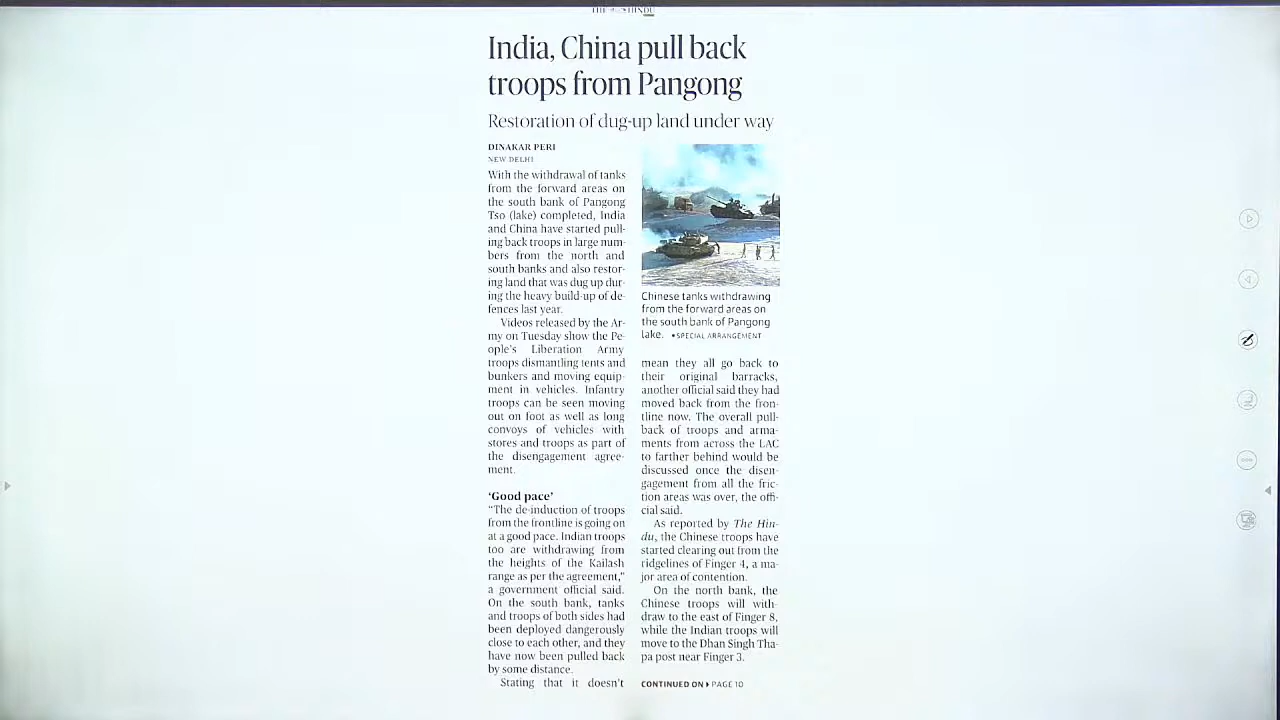 India, China pull back
troops from Pangong
Restoration of dug-up land under way
DINAKAR PERI
NEW DELHI
With the withdrawal of tanks
from the forward areas on
the south bank of Pangong
Tso (lake) completed, India
and China have started pull-
ing back troops in large num-
bers from the north and
south banks and also restor-
ing land that was dug up dur-
ing the heavy build-up of de-
fences last year.
Videos released by the Ar-
my on Tuesday show the Pe-
ople's Liberation Army
troops dismantling tents and
bunkers and moving equip-
ment in vehicles. Infantry
troops can be seen moving
out on foot as well as long
convoys of vehicles with
stores and troops as part of
the disengagement agree-
ment.
‘Good pace’
“The de-induction of troops
from the frontline is going on
at a good pace. Indian troops
too are withdrawing from
the heights of the Kailash
range as per the agreement,”
a government official said.
On the south bank, tanks
and troops of both sides had
been deployed dangerously
close to each other, and they
have now been pulled back
by some distance.
Stating that it doesn't
Chinese tanks withdrawing
from the forward areas on
the south bank of Pangong
lake. •SPECIAL ARRANGEMENT
mean they all go back to
their original barracks,
another official said they had
moved back from the fron-
tline now. The overall pull-
back of troops and arma-
ments from across the LAC
to farther behind would be
discussed once the disen-
gagement from all the fric-
tion areas was over, the offi-
cial said.
As reported by The Hin-
du, the Chinese troops have
started clearing out from the
ridgelines of Finger 4, a ma-
jor area of contention.
On the north bank, the
Chinese troops will with-
draw to the east of Finger 8,
while the Indian troops will
move to the Dhan Singh Tha-
pa post near Finger 3.
CONTINUED ON PAGE 10